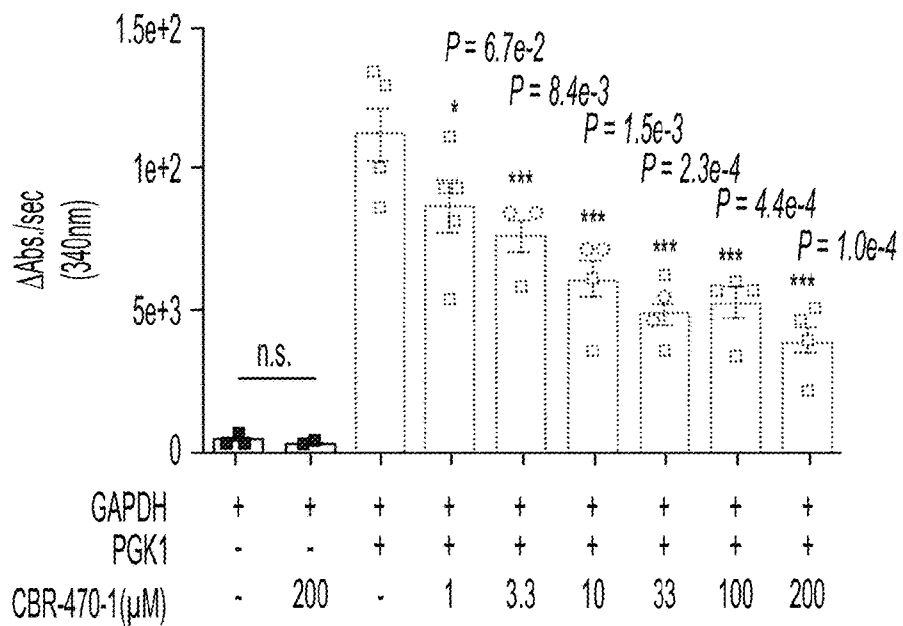 1.5e+2
1e+2
5e+3
0
ΔAbs./sec
(340nm)
n.s.
P = 6.7e-2
*
P = 8.4e-3
***
P = 1.5e-3
***
P = 2.3e-4
***
P = 4.4e-4
***
P = 1.0e-4
***
GAPDH + + + + + + + + +
PGK1 - - + + + + + + +
CBR-470-1(μM) - 200 - 1 3.3 10 33 100 200